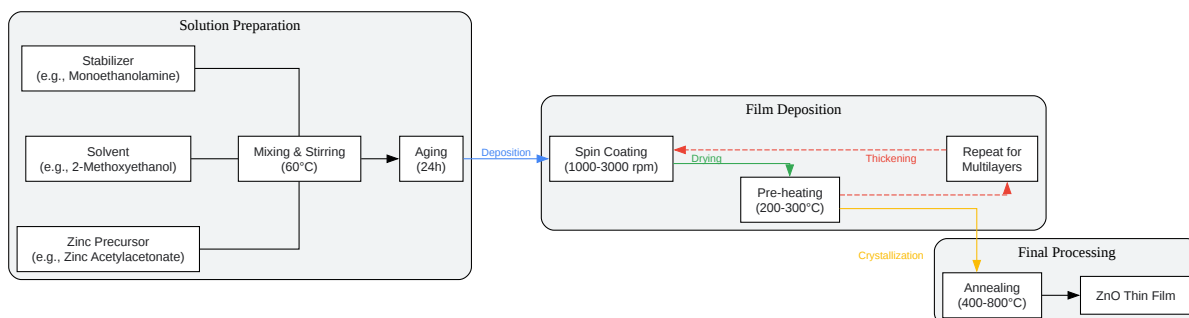 Solution Preparation
Stabilizer
(e.g., Monoethanolamine)
Solvent
(e.g., 2-Methoxyethanol)
Zinc Precursor
(e.g., Zinc Acetylacetonate)
Mixing & Stirring
(60°C)
Aging
(24h)
Deposition
Film Deposition
Spin Coating
(1000-3000 rpm)
Drying
Thickening
Repeat for
Multilayers
Pre-heating
(200-300°C)
Crystallization
Final Processing
Annealing
(400-800°C)
ZnO Thin Film